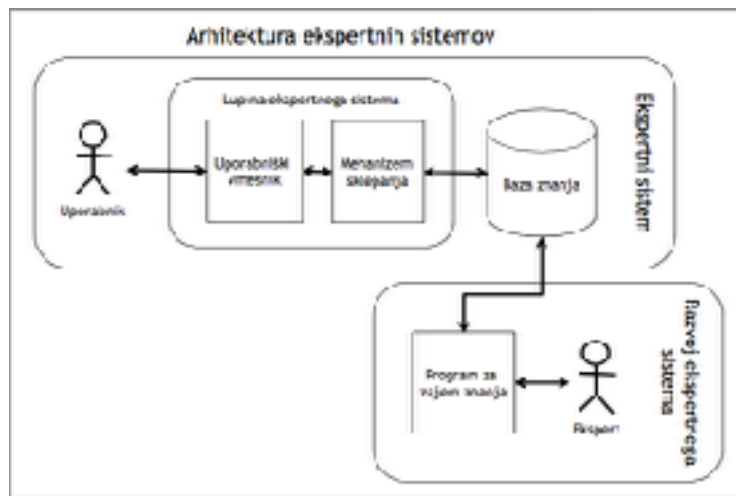 Arhitektura ekspertnih sistemov
Lupina ekspertnega sistema
Ekspertni sistem
Uporabniški
vmesnik
Mehanizem
sklepanja
Baza znanja
Uporabnik
Razvoj ekspertnega
sistema
Program za
zajem znanja
Ekspert